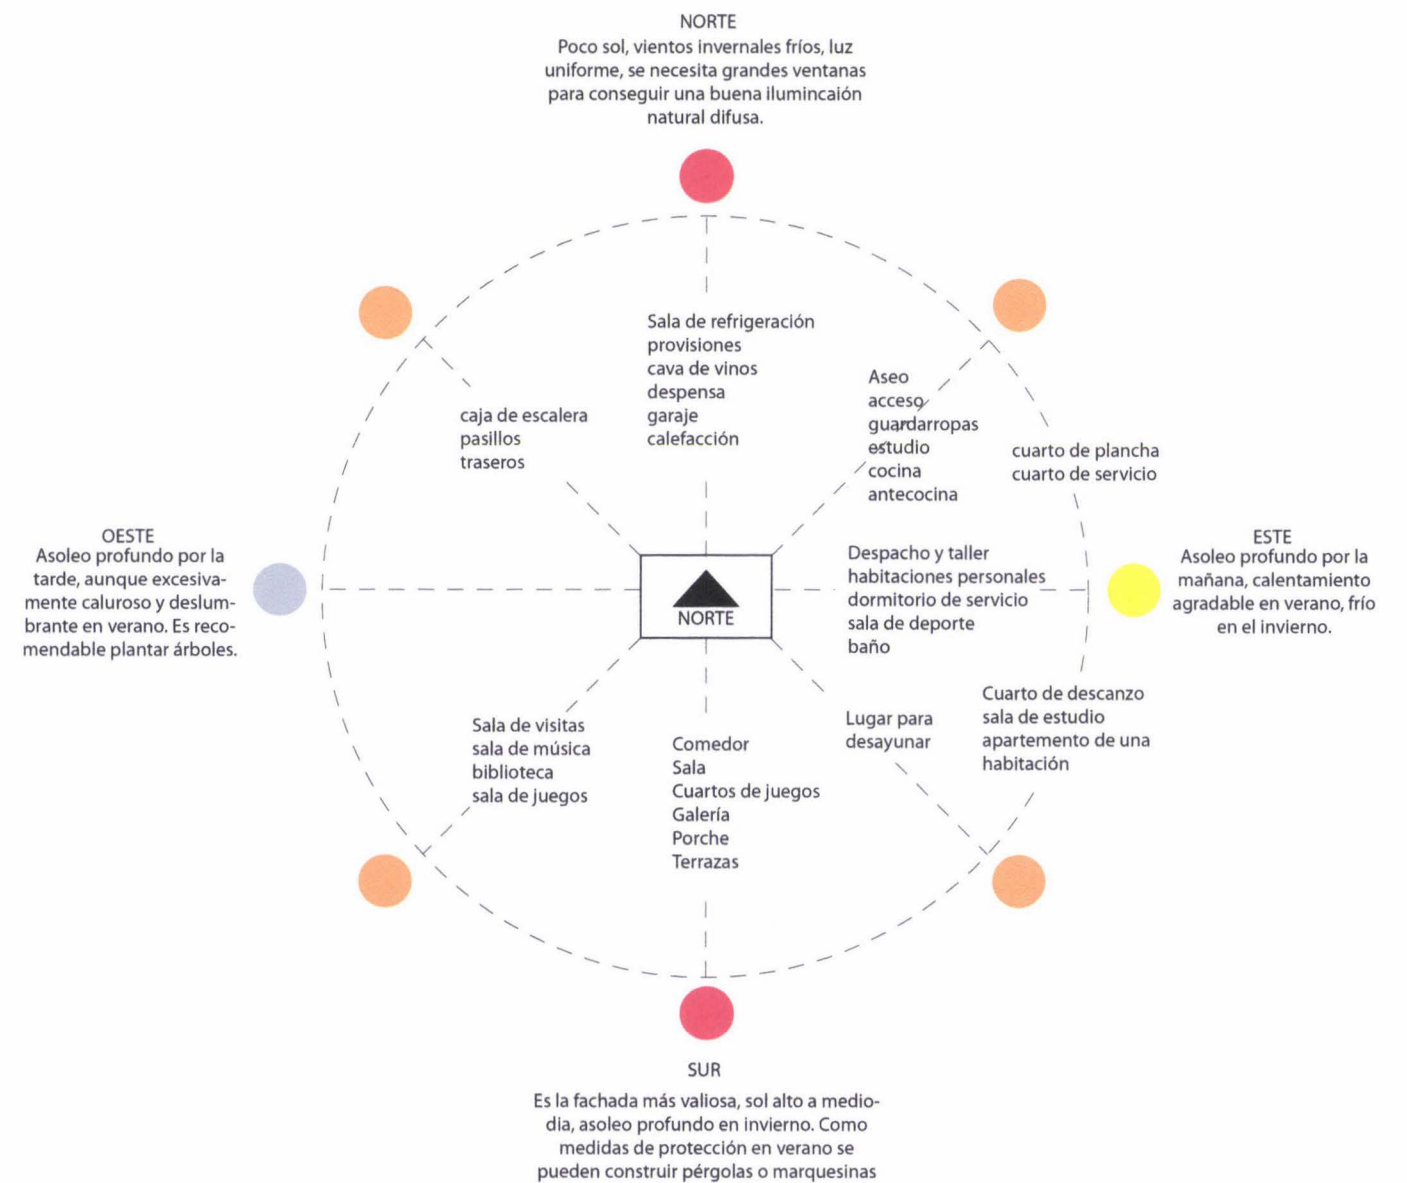 NORTE
Poco sol, vientos invernales fríos, luz
uniforme, se necesita grandes ventanas
para conseguir una buena ilumincaión
natural difusa.
Sala de refrigeración
provisiones
cava de vinos
despensa
garaje
calefacción
Aseo
acceso
guardarropas
estudio
cocina
antecocina
caja de escalera
pasillos
traseros
cuarto de plancha
cuarto de servicio
OESTE
Asoleo profundo por la
tarde, aunque excesiva-
mente caluroso y deslum-
brante en verano. Es reco-
mendable plantar árboles.
NORTE
Despacho y taller
habitaciones personales
dormitorio de servicio
sala de deporte
baño
ESTE
Asoleo profundo por la
mañana, calentamiento
agradable en verano, frío
en el invierno.
Sala de visitas
sala de música
biblioteca
sala de juegos
Comedor
Sala
Cuartos de juegos
Galería
Porche
Terrazas
Lugar para
desayunar
Cuarto de descanzo
sala de estudio
apartemento de una
habitación
SUR
Es la fachada más valiosa, sol alto a medio-
dia, asoleo profundo en invierno. Como
medidas de protección en verano se
pueden construir pérgolas o marquesinas